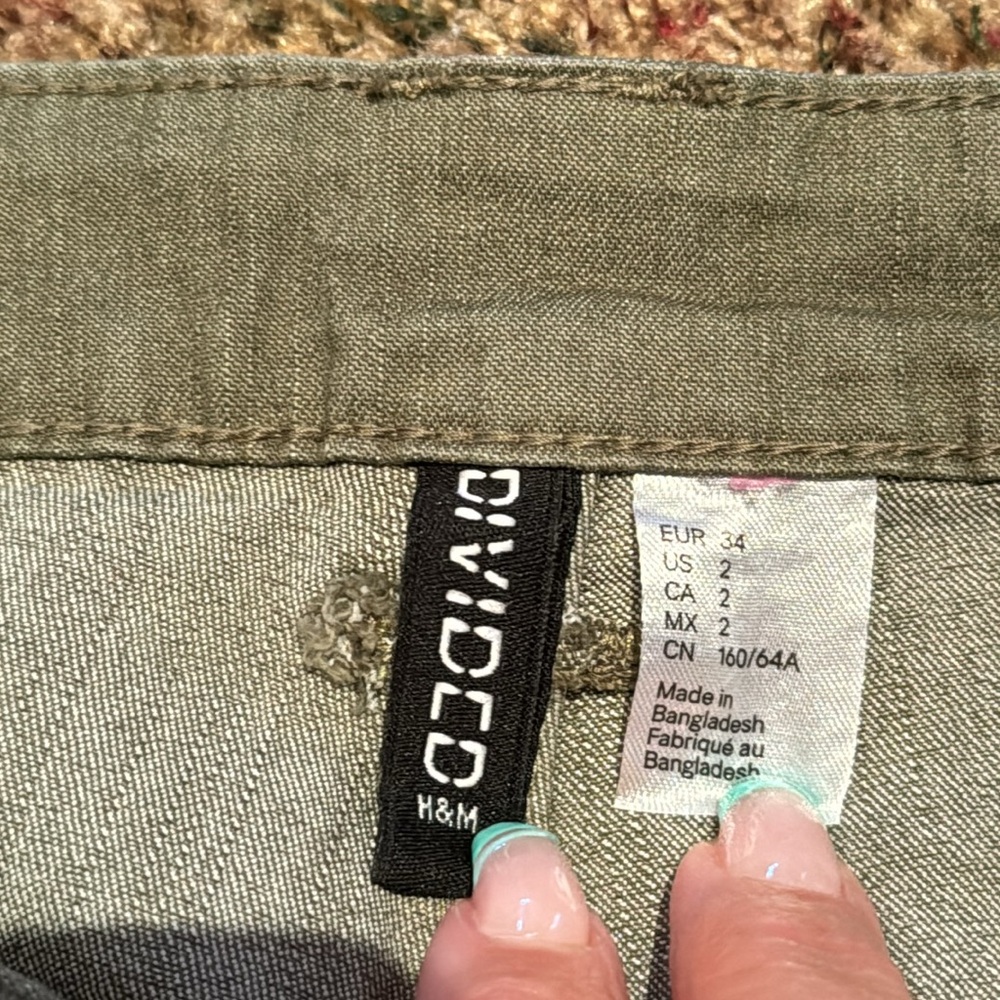 DIVIDED
H&M
EUR 34
US 2
CA 2
MX 2
CN 160/64A
Made in
Bangladesh
Fabriqué au
Bangladesh